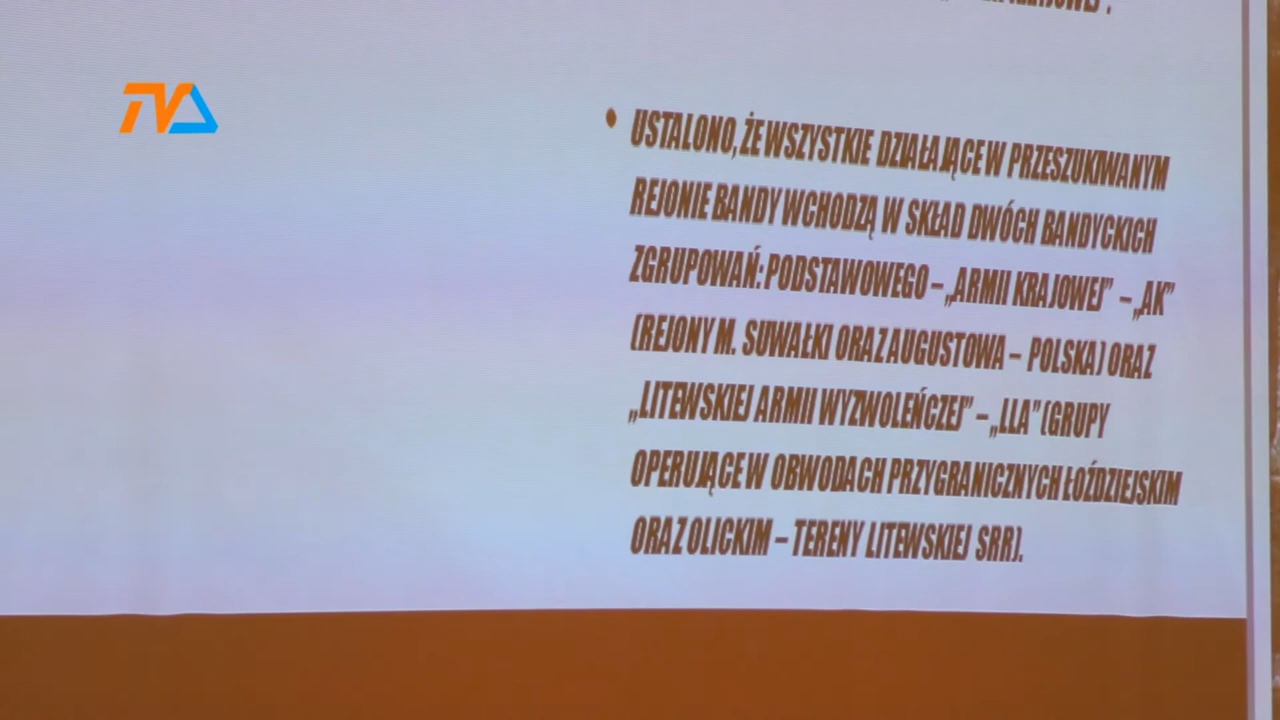 TVA
• USTALONO, ŻE WSZYSTKIE DZIAŁAJĄCE W PRZESZUKIWANYM
REJONIE BANDY WCHODZĄ W SKŁAD DWÓCH BANDYCKICH
ZGRUPOWAŃ: PODSTAWOWEGO – „ARMII KRAJOWEJ” – „AK”
(REJONY M. SUWAŁKI ORAZ AUGUSTOWA – POLSKA) ORAZ
„LITEWSKIEJ ARMII WYZWOLEŃCZEJ” – „LLA” (GRUPY
OPERUJĄCE W OBWODACH PRZYGRANICZNYCH ŁOŹDZIEJSKIM
ORAZ OLICKIM – TERENY LITEWSKIEJ SRR).